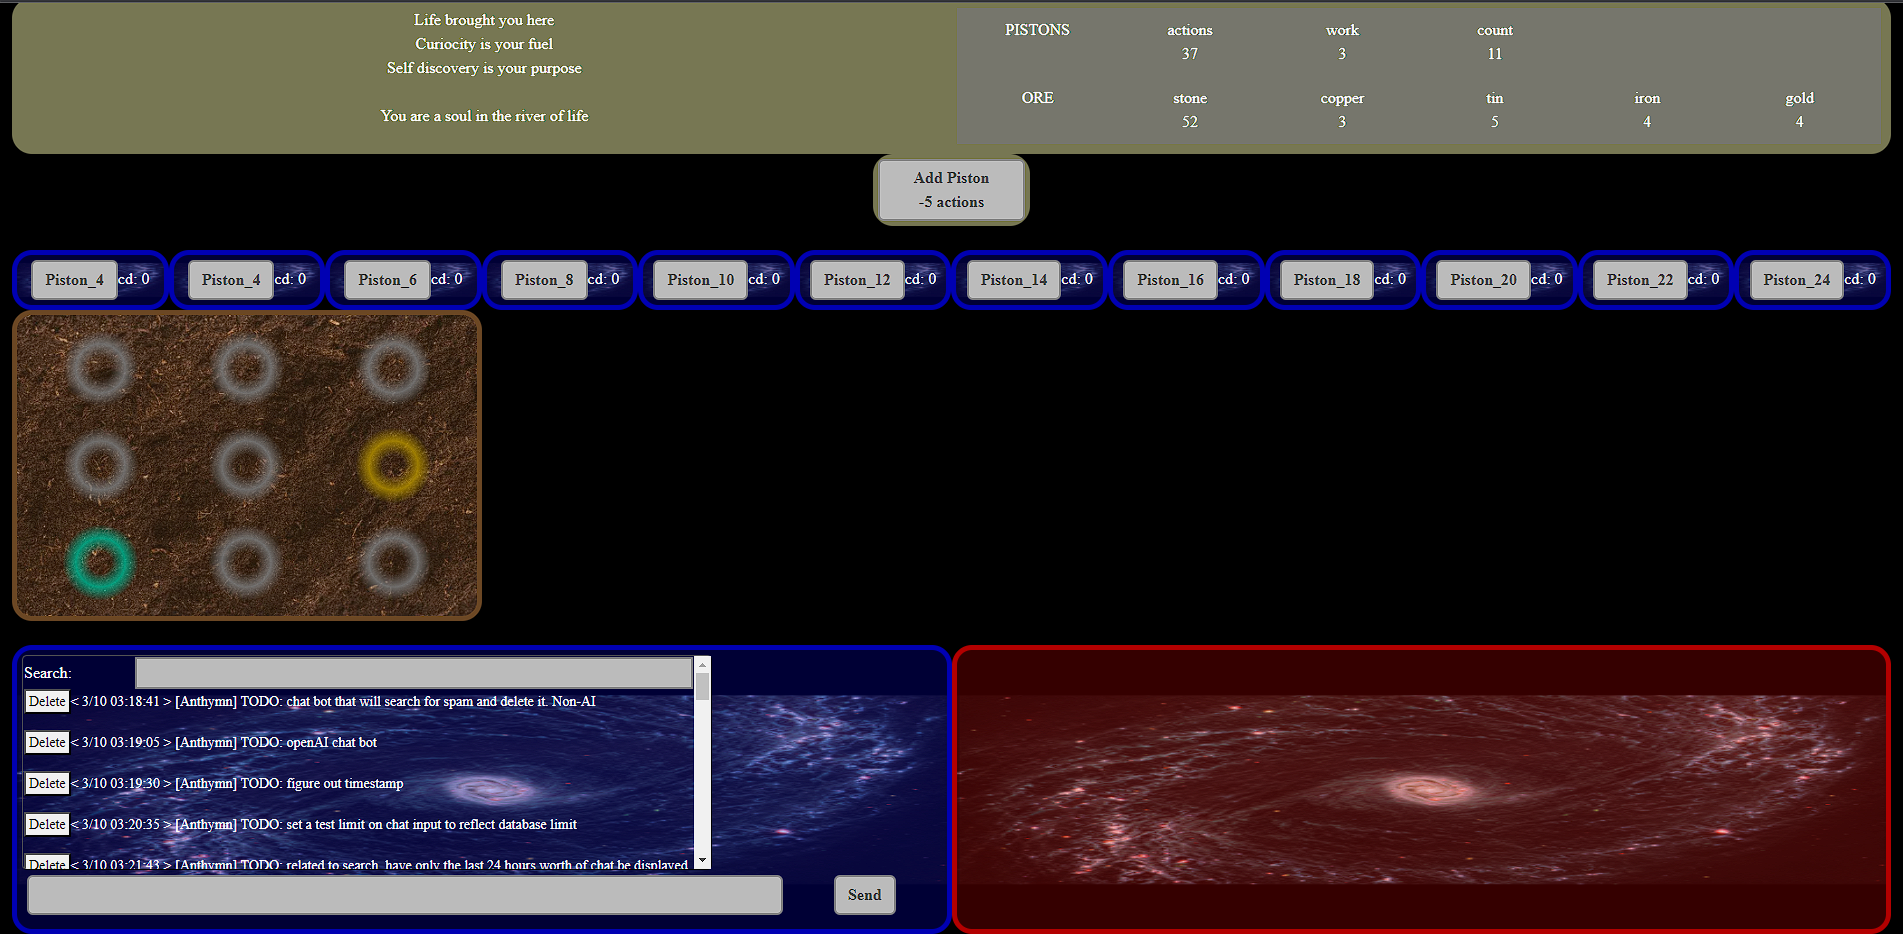 Life brought you here
Curiocity is your fuel
Self discovery is your purpose
You are a soul in the river of life
PISTONS actions work count
37 3 11
ORE stone copper tin iron gold
52 3 5 4 4
Add Piston
-5 actions
Piston_4 cd: 0 Piston_4 cd: 0 Piston_6 cd: 0 Piston_8 cd: 0 Piston_10 cd: 0 Piston_12 cd: 0 Piston_14 cd: 0 Piston_16 cd: 0 Piston_18 cd: 0 Piston_20 cd: 0 Piston_22 cd: 0 Piston_24 cd: 0
Search:
Delete < 3/10 03:18:41 > [Anthymn] TODO: chat bot that will search for spam and delete it. Non-AI
Delete < 3/10 03:19:05 > [Anthymn] TODO: openAI chat bot
Delete < 3/10 03:19:30 > [Anthymn] TODO: figure out timestamp
Delete < 3/10 03:20:35 > [Anthymn] TODO: set a test limit on chat input to reflect database limit
Delete < 3/10 03:21:43 > [Anthymn] TODO: related to search, have only the last 24 hours worth of chat be displayed
Send